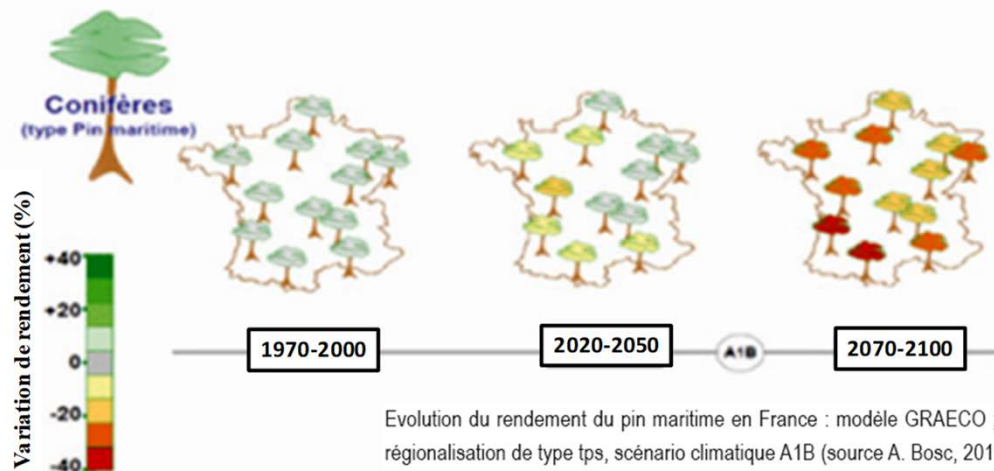 Conifères
(type Pin maritime)
Variation de rendement (%)
+40
+20
0
-20
-40
1970-2000
2020-2050
A1B
2070-2100
Evolution du rendement du pin maritime en France : modèle GRAECO ;
régionalisation de type tps, scénario climatique A1B (source A. Bosc, 201